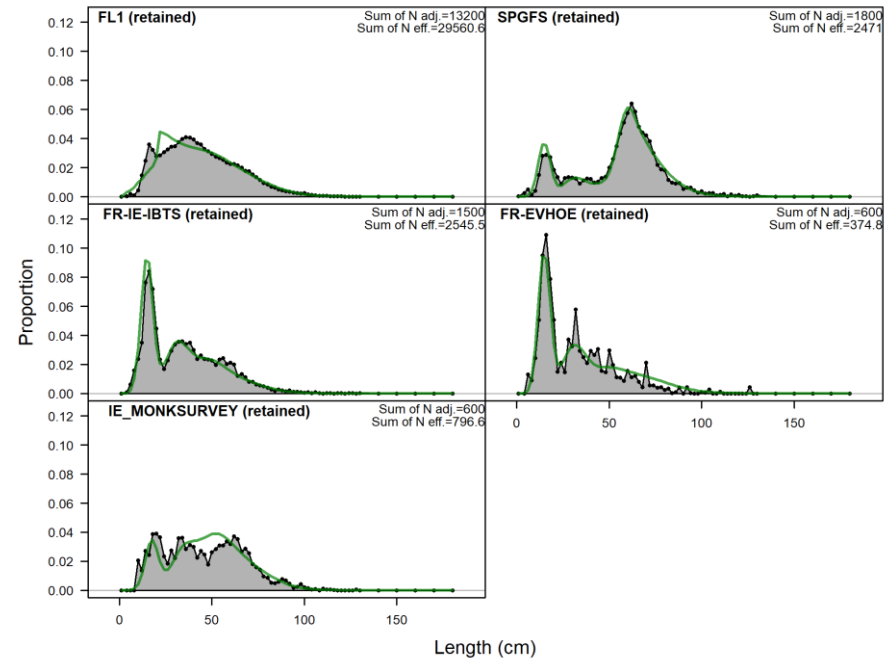 FL1 (retained)
Sum of N adj.=13200
Sum of N eff.=29560.6
0.12
0.10
0.08
0.06
0.04
0.02
0.00
SPGFS (retained)
Sum of N adj.=1800
Sum of N eff.=2471
FR-IE-IBTS (retained)
Sum of N adj.=1500
Sum of N eff.=2545.5
0.12
0.10
0.08
0.06
0.04
0.02
0.00
FR-EVHOE (retained)
Sum of N adj.=600
Sum of N eff.=374.8
0 50 100 150
IE_MONKSURVEY (retained)
Sum of N adj.=600
Sum of N eff.=796.6
0.12
0.10
0.08
0.06
0.04
0.02
0.00
0 50 100 150
Proportion
Length (cm)